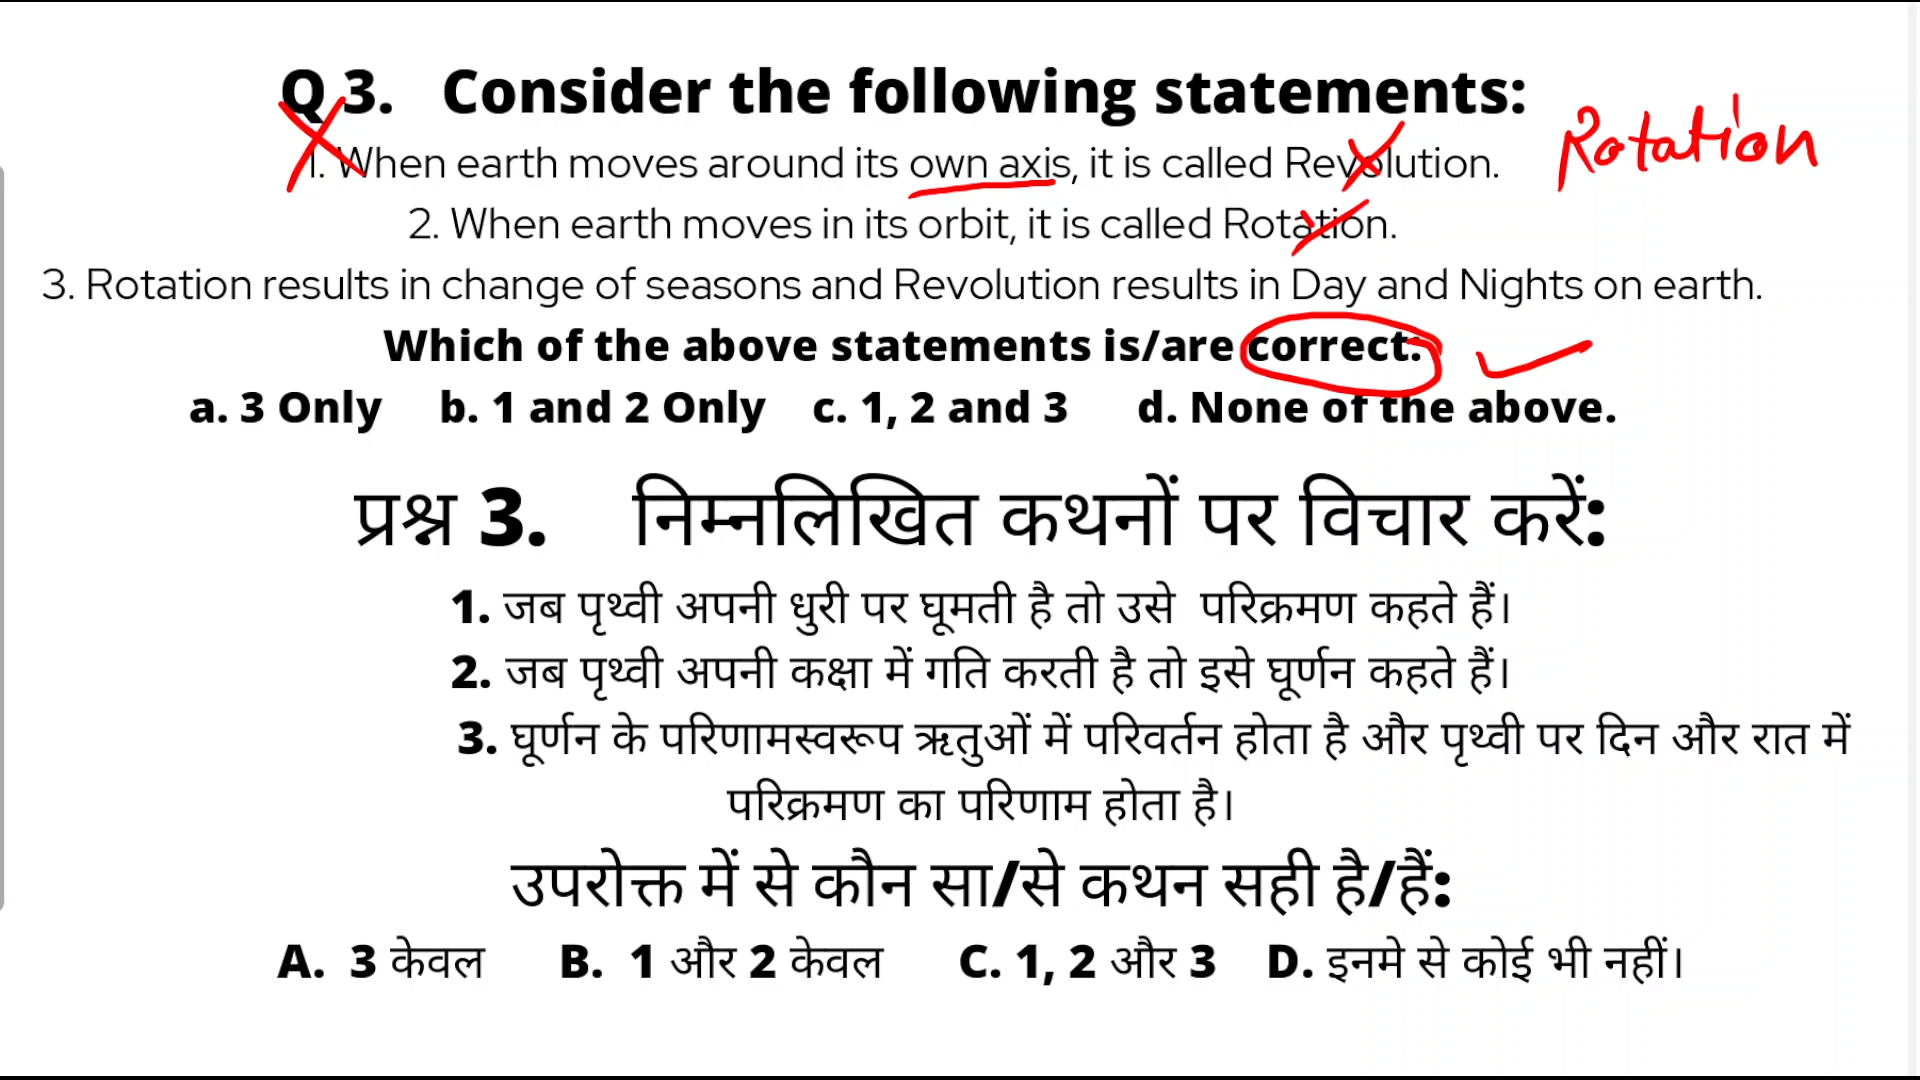 Q 3. Consider the following statements:
1. When earth moves around its own axis, it is called Revolution. Rotation
2. When earth moves in its orbit, it is called Rotation.
3. Rotation results in change of seasons and Revolution results in Day and Nights on earth.
Which of the above statements is/are correct:
a. 3 Only b. 1 and 2 Only c. 1, 2 and 3 d. None of the above.
प्रश्न 3. निम्नलिखित कथनों पर विचार करें:
1. जब पृथ्वी अपनी धुरी पर घूमती है तो उसे परिक्रमण कहते हैं।
2. जब पृथ्वी अपनी कक्षा में गति करती है तो इसे घूर्णन कहते हैं।
3. घूर्णन के परिणामस्वरूप ऋतुओं में परिवर्तन होता है और पृथ्वी पर दिन और रात में
परिक्रमण का परिणाम होता है।
उपरोक्त में से कौन सा/से कथन सही है/हैं:
A. 3 केवल B. 1 और 2 केवल C. 1, 2 और 3 D. इनमे से कोई भी नहीं।